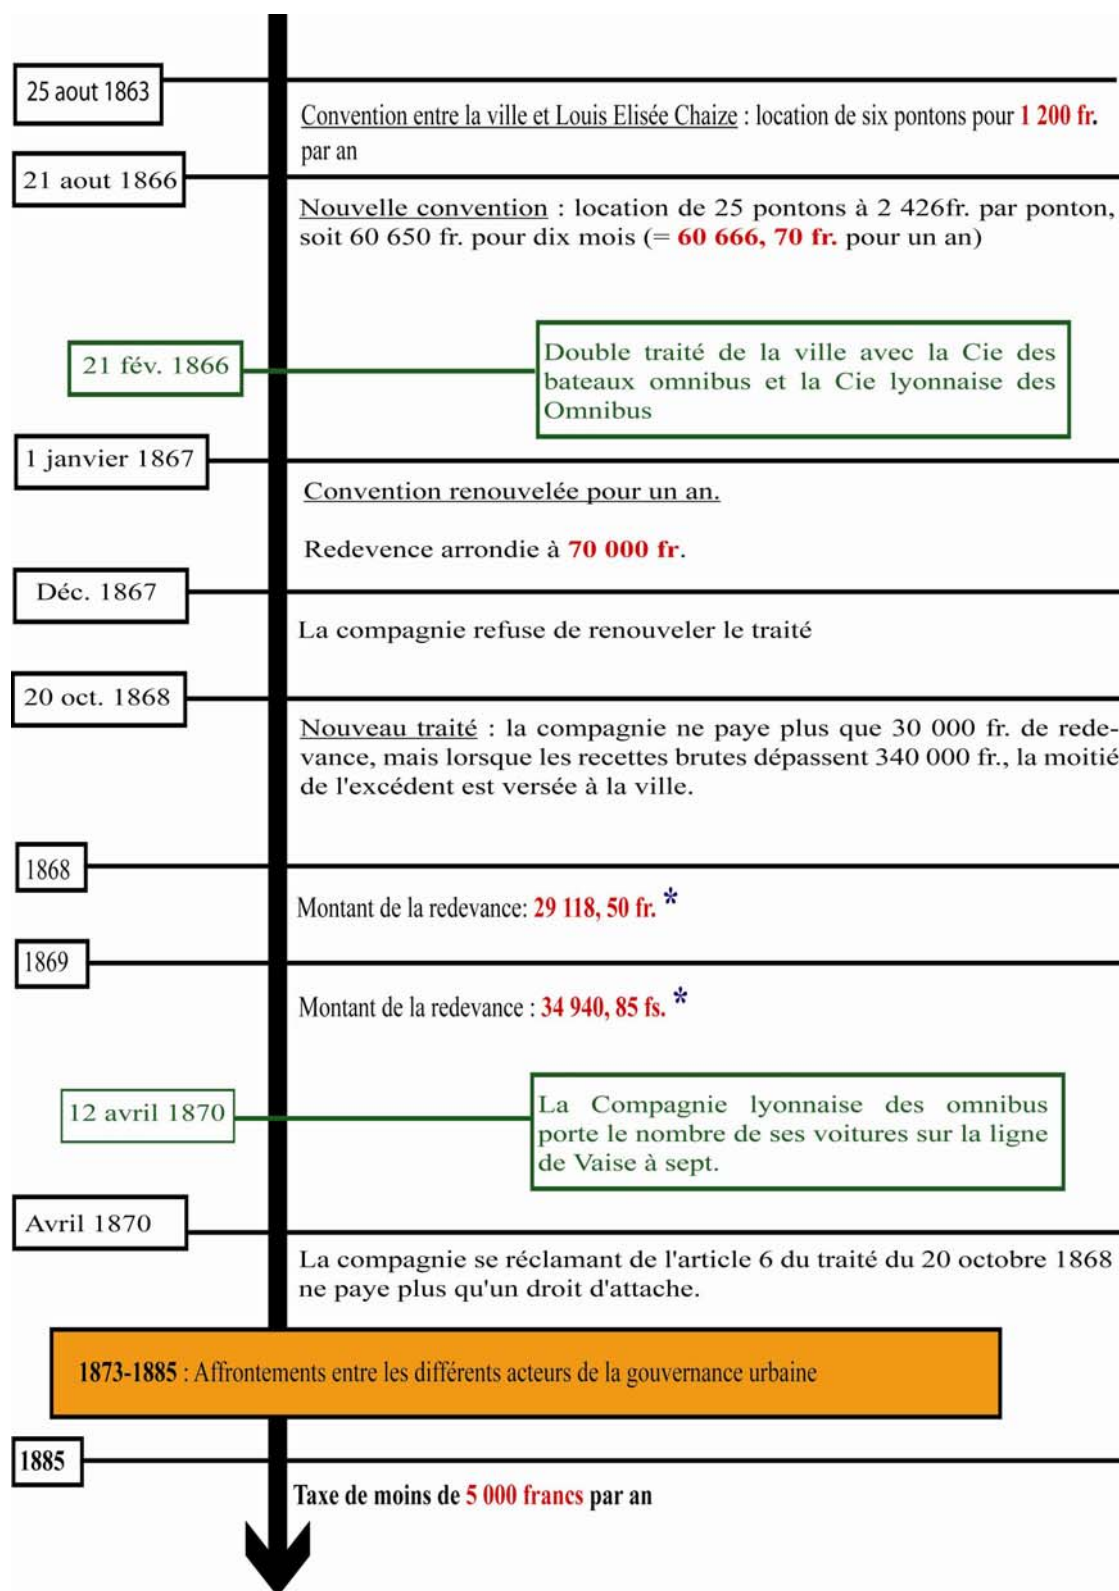 25 aout 1863
Convention entre la ville et Louis Elisée Chaize : location de six pontons pour 1 200 fr.
par an
21 aout 1866
Nouvelle convention : location de 25 pontons à 2 426fr. par ponton,
soit 60 650 fr. pour dix mois (= 60 666, 70 fr. pour un an)
21 fév. 1866
Double traité de la ville avec la Cie des
bateaux omnibus et la Cie lyonnaise des
Omnibus
1 janvier 1867
Convention renouvelée pour un an.
Redevence arrondie à 70 000 fr.
Déc. 1867
La compagnie refuse de renouveler le traité
20 oct. 1868
Nouveau traité : la compagnie ne paye plus que 30 000 fr. de rede-
vance, mais lorsque les recettes brutes dépassent 340 000 fr., la moitié
de l'excédent est versée à la ville.
1868
Montant de la redevance: 29 118, 50 fr. *
1869
Montant de la redevance : 34 940, 85 fs. *
12 avril 1870
La Compagnie lyonnaise des omnibus
porte le nombre de ses voitures sur la ligne
de Vaise à sept.
Avril 1870
La compagnie se réclamant de l'article 6 du traité du 20 octobre 1868
ne paye plus qu'un droit d'attache.
1873-1885 : Affrontements entre les différents acteurs de la gouvernance urbaine
1885
Taxe de moins de 5 000 francs par an